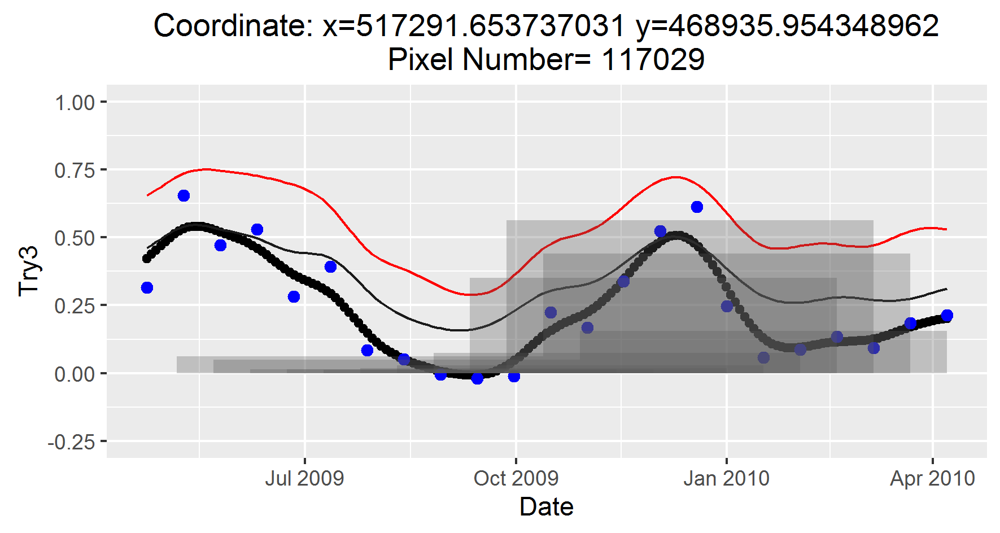 Coordinate: x=517291.653737031 y=468935.954348962
Pixel Number= 117029
1.00
0.75
0.50
0.25
0.00
-0.25
Try3
Jul 2009
Oct 2009
Jan 2010
Apr 2010
Date